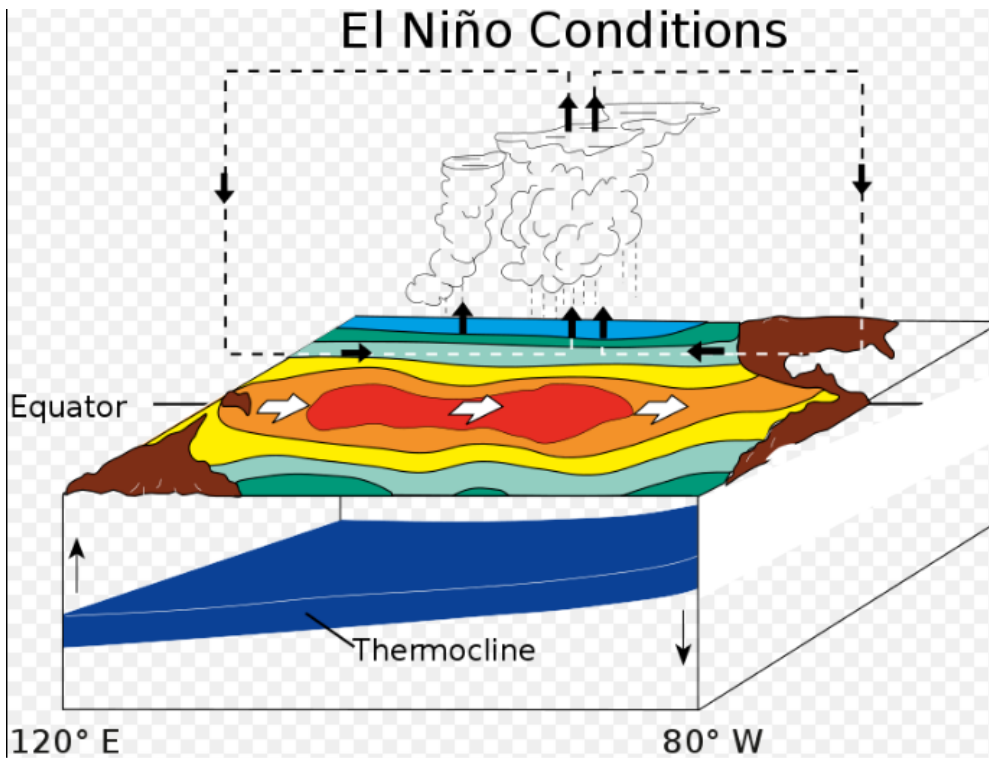 El Niño Conditions
Equator
Thermocline
120° E
80° W